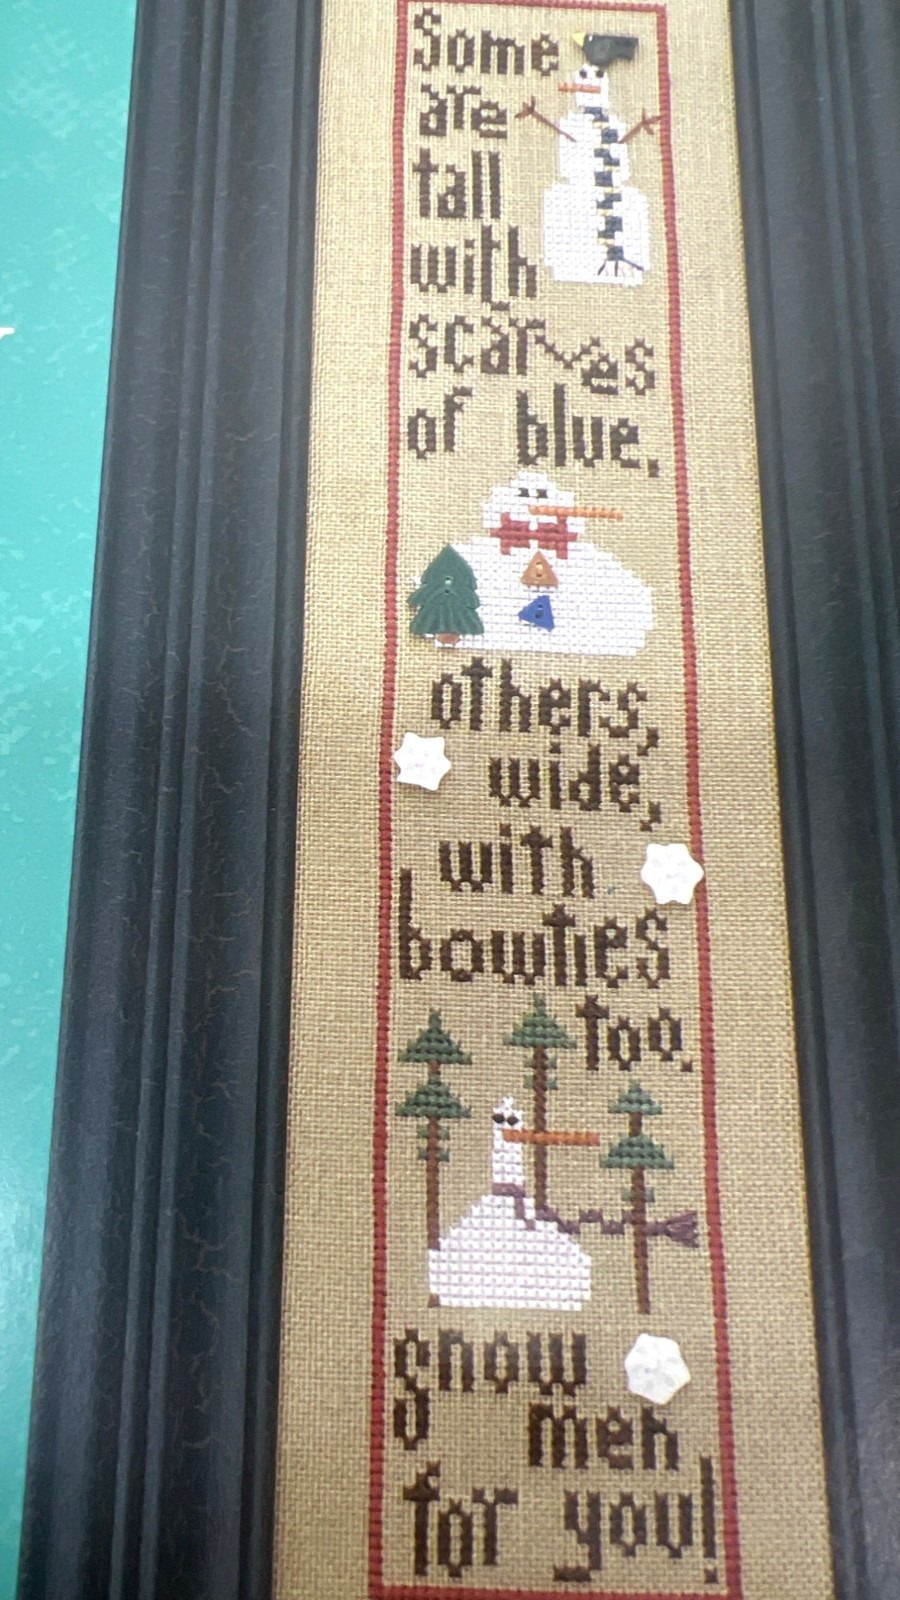 Some
are
tall
with
scarves
of blue.
others,
wide,
with
bowties
too.
snow
men
for you!